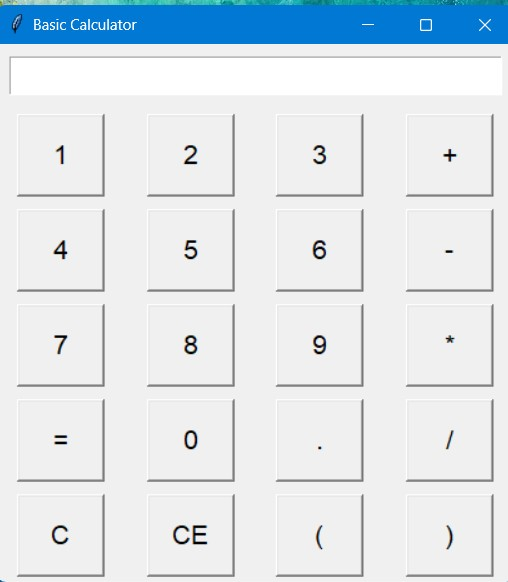 Basic Calculator
1 2 3 +
4 5 6 -
7 8 9 *
= 0 . /
C CE ( )